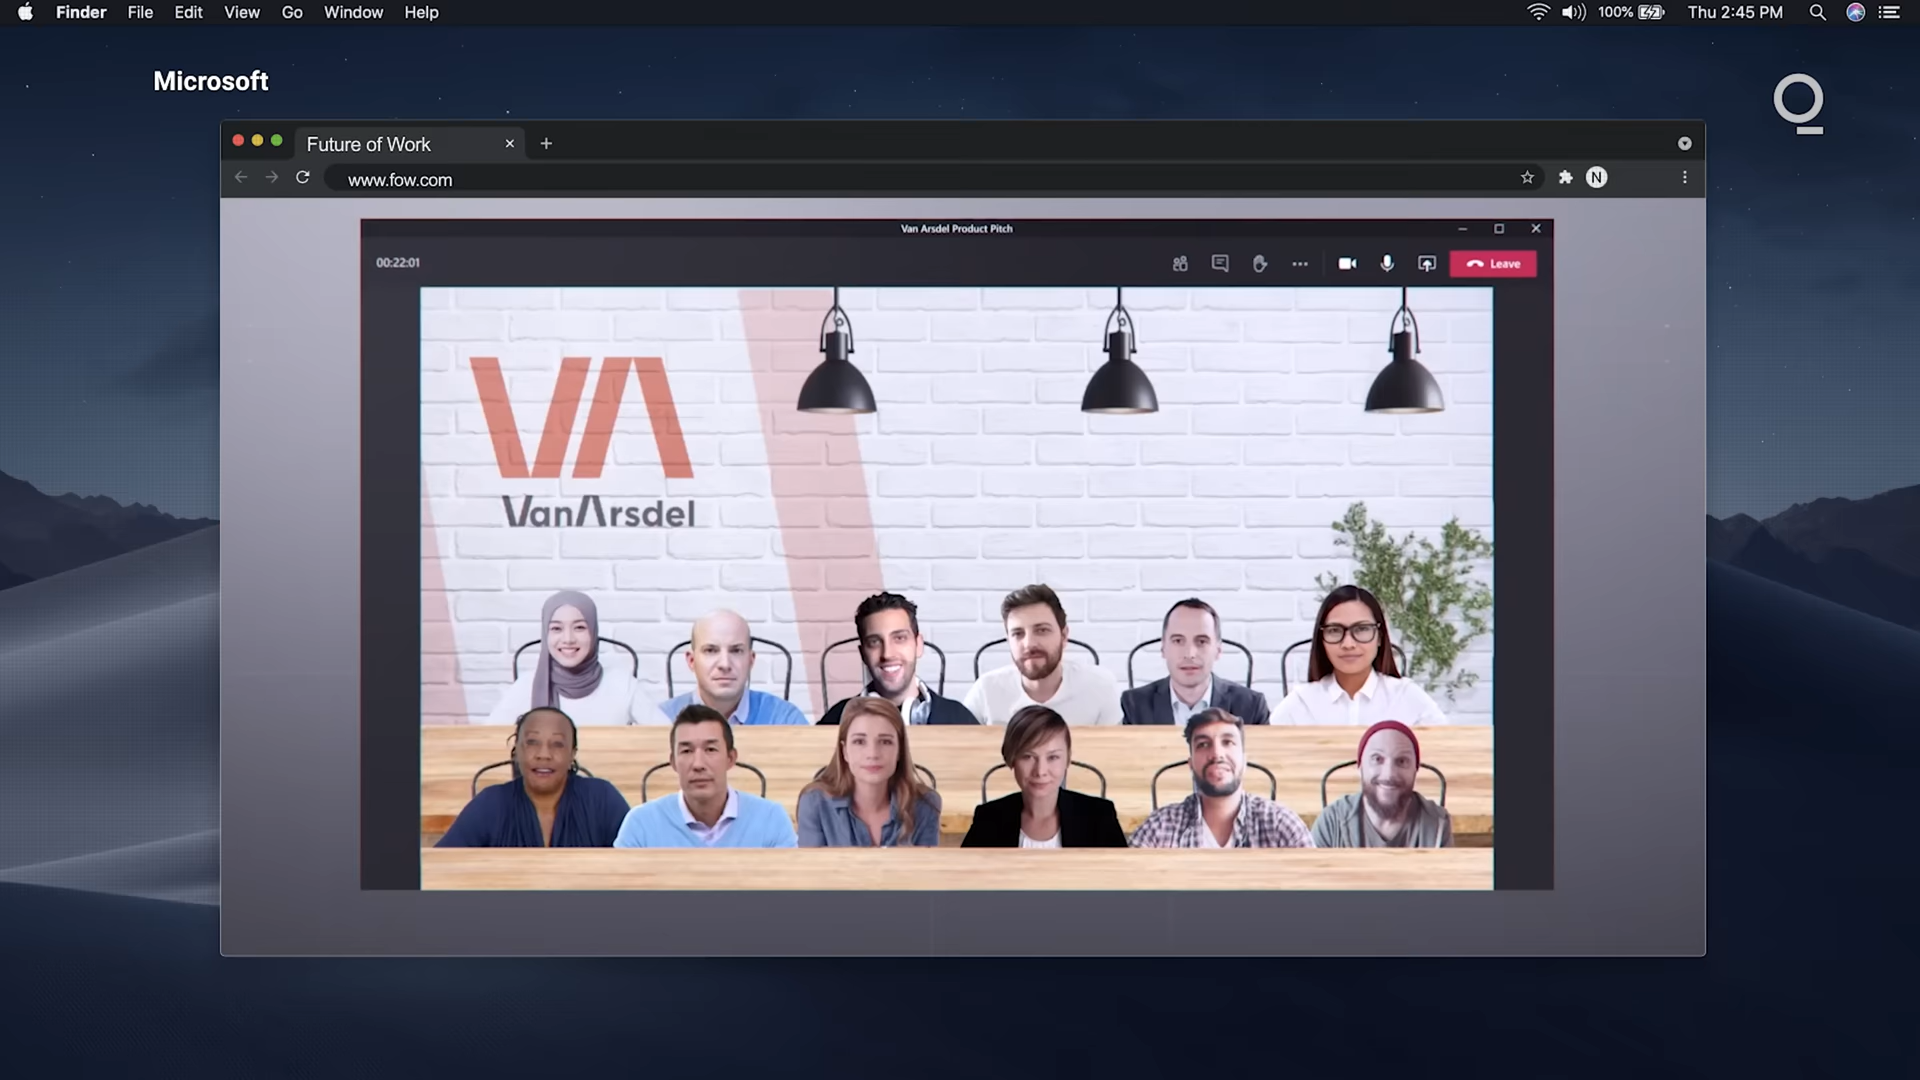 Finder File Edit View Go Window Help 100% Thu 2:45 PM
Microsoft
Future of Work
www.fow.com
N
Van Arsdel Product Pitch
00:22:01
Leave
VA
VanArsdel